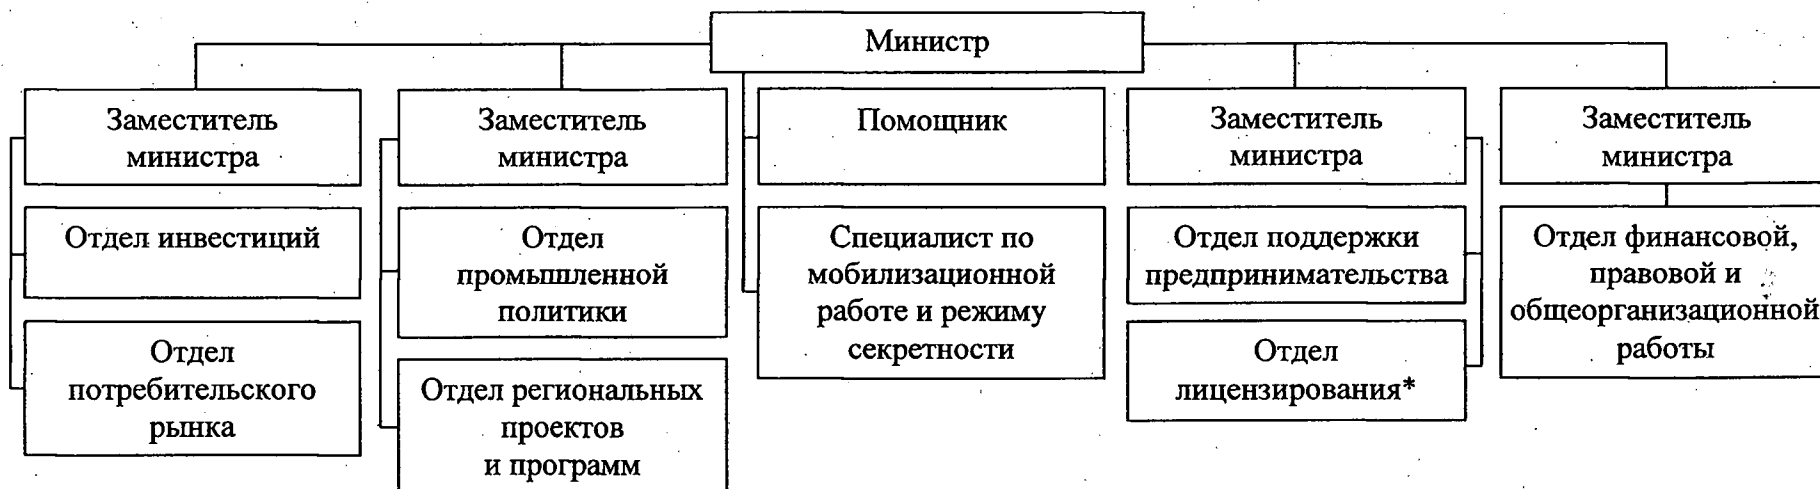 Министр
Заместитель
министра
Отдел инвестиций
Отдел
потребительского
рынка
Заместитель
министра
Отдел
промышленной
политики
Отдел региональных
проектов
и программ
Помощник
Специалист по
мобилизационной
работе и режиму
секретности
Заместитель
министра
Отдел поддержки
предпринимательства
Отдел
лицензирования*
Заместитель
министра
Отдел финансовой,
правовой и
общеорганизационной
работы